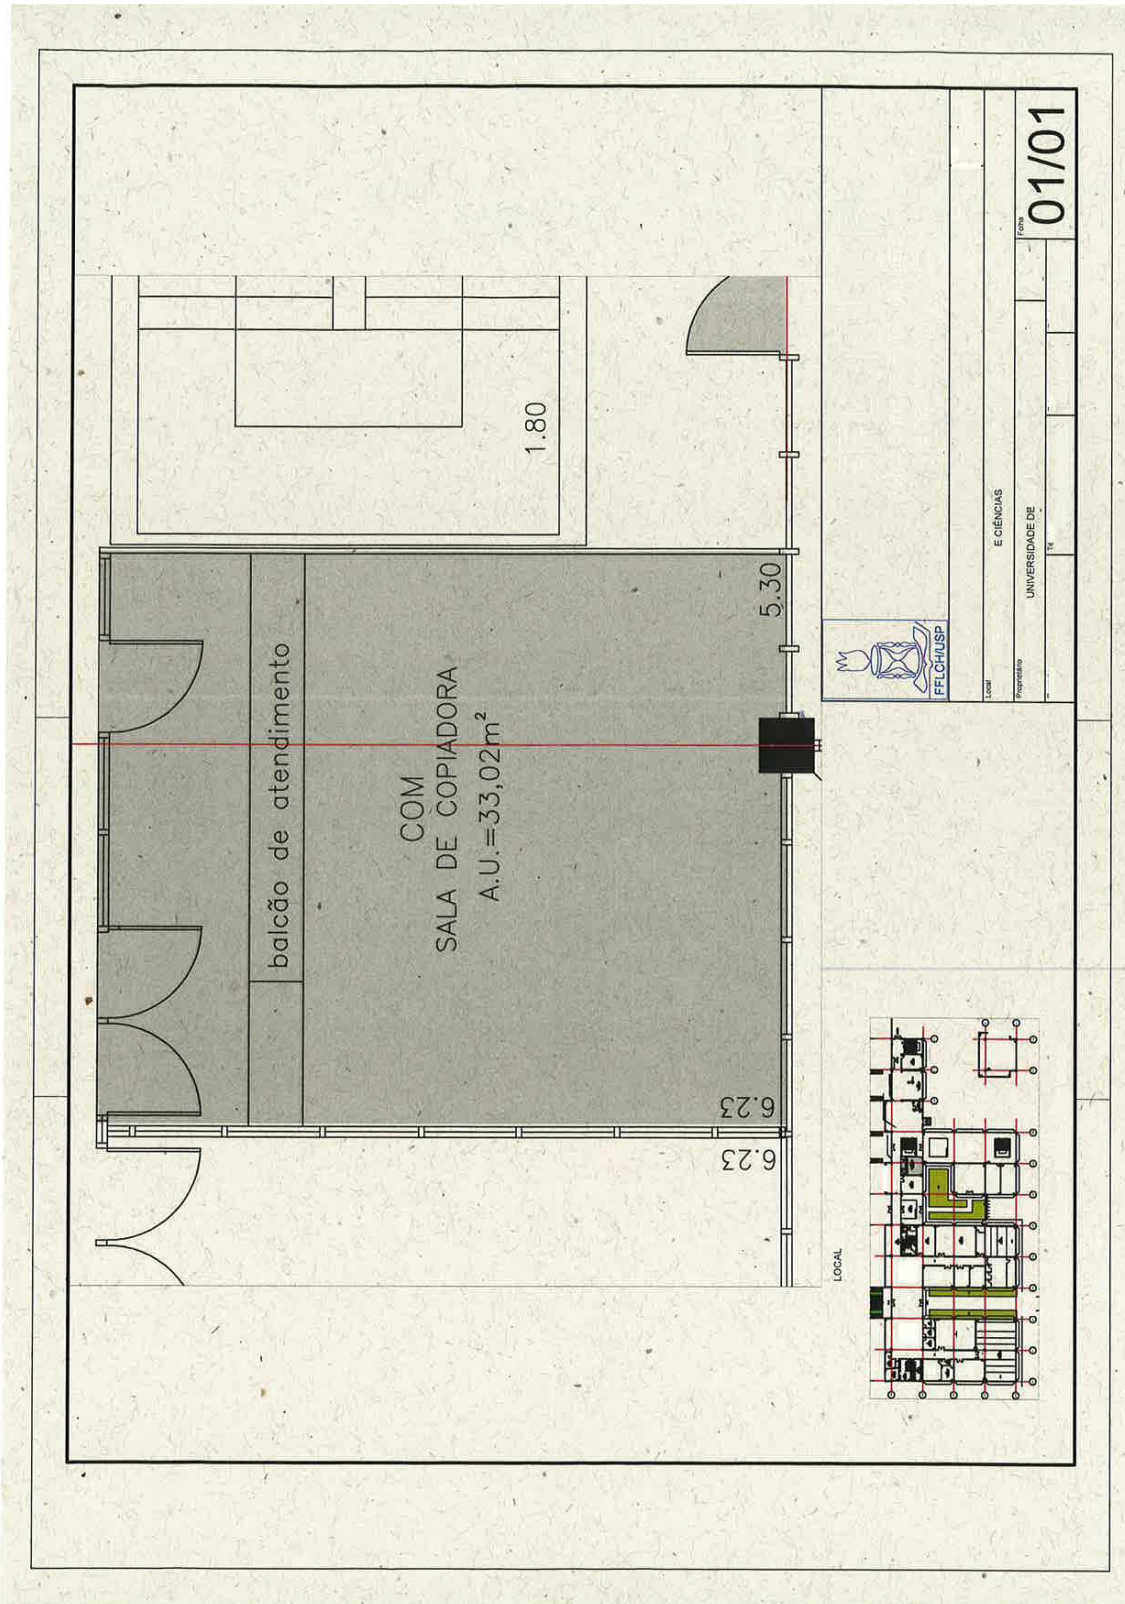 1.80
balcão de atendimento
COM
SALA DE COPIADORA
A.U.=33,02m²
5.30
6.23
6.23
FFLCH/USP
Local
E CIÊNCIAS
Proprietário
UNIVERSIDADE DE
Folha
01/01
LOCAL